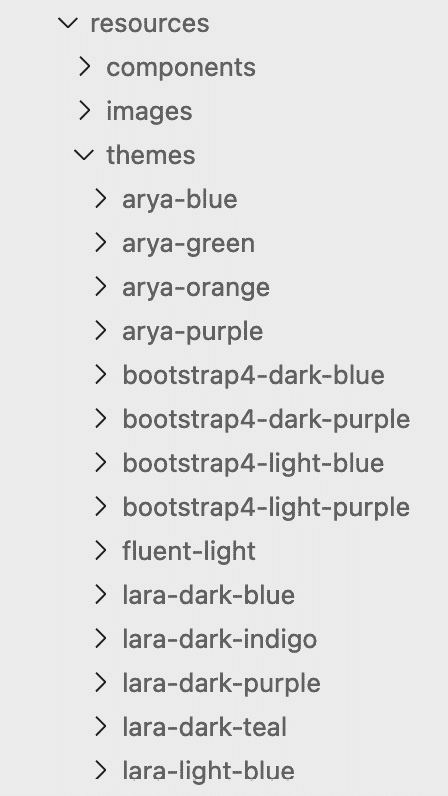 resources
components
images
themes
arya-blue
arya-green
arya-orange
arya-purple
bootstrap4-dark-blue
bootstrap4-dark-purple
bootstrap4-light-blue
bootstrap4-light-purple
fluent-light
lara-dark-blue
lara-dark-indigo
lara-dark-purple
lara-dark-teal
lara-light-blue